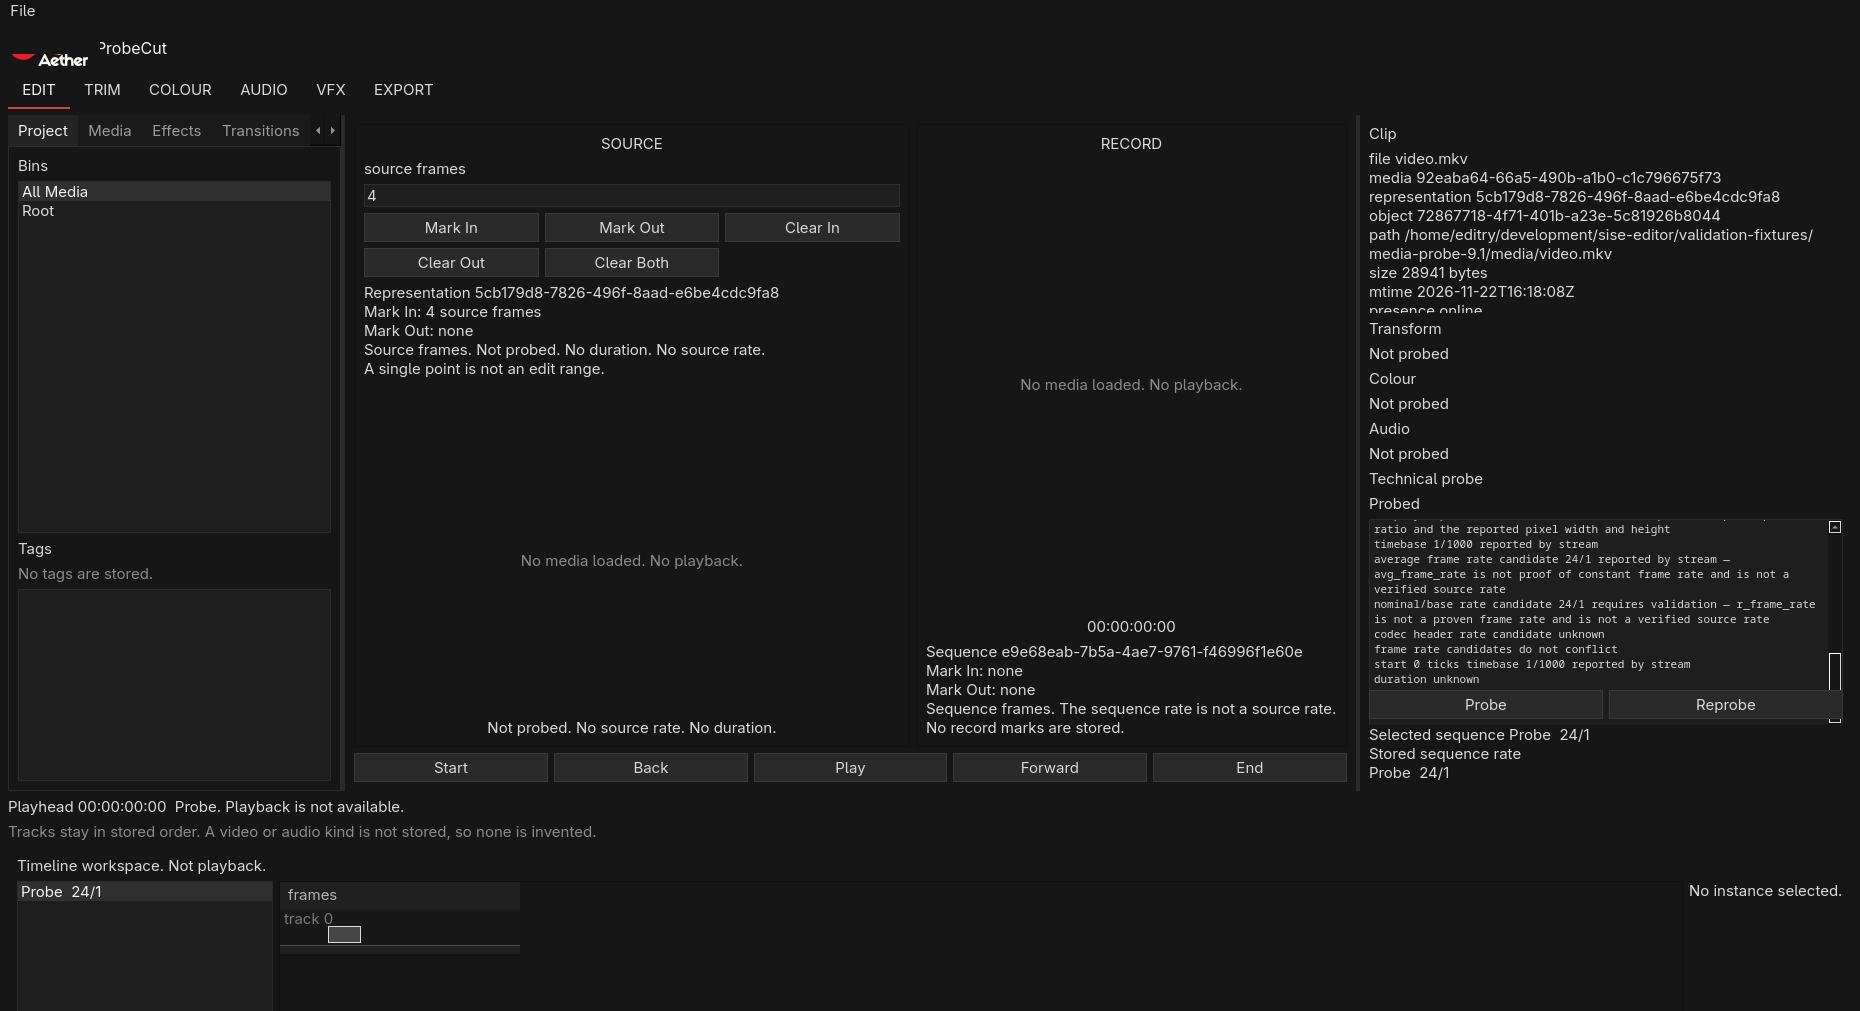 File
Aether
ProbeCut
EDIT TRIM COLOUR AUDIO VFX EXPORT
Project Media Effects Transitions
Bins
All Media
Root
Tags
No tags are stored.
SOURCE
source frames
4
Mark In Mark Out Clear In
Clear Out Clear Both
Representation 5cb179d8-7826-496f-8aad-e6be4cdc9fa8
Mark In: 4 source frames
Mark Out: none
Source frames. Not probed. No duration. No source rate.
A single point is not an edit range.
No media loaded. No playback.
Not probed. No source rate. No duration.
RECORD
No media loaded. No playback.
00:00:00:00
Sequence e9e68eab-7b5a-4ae7-9761-f46996f1e60e
Mark In: none
Mark Out: none
Sequence frames. The sequence rate is not a source rate.
No record marks are stored.
Start Back Play Forward End
Clip
file video.mkv
media 92eaba64-66a5-490b-a1b0-c1c796675f73
representation 5cb179d8-7826-496f-8aad-e6be4cdc9fa8
object 72867718-4f71-401b-a23e-5c81926b8044
path /home/editry/development/sise-editor/validation-fixtures/
media-probe-9.1/media/video.mkv
size 28941 bytes
mtime 2026-11-22T16:18:08Z
presence online
Transform
Not probed
Colour
Not probed
Audio
Not probed
Technical probe
Probed
ratio and the reported pixel width and height
timebase 1/1000 reported by stream
average frame rate candidate 24/1 reported by stream —
avg_frame_rate is not proof of constant frame rate and is not a
verified source rate
nominal/base rate candidate 24/1 requires validation — r_frame_rate
is not a proven frame rate and is not a verified source rate
codec header rate candidate unknown
frame rate candidates do not conflict
start 0 ticks timebase 1/1000 reported by stream
duration unknown
Probe Reprobe
Selected sequence Probe 24/1
Stored sequence rate
Probe 24/1
Playhead 00:00:00:00 Probe. Playback is not available.
Tracks stay in stored order. A video or audio kind is not stored, so none is invented.
Timeline workspace. Not playback.
Probe 24/1
frames
track 0
No instance selected.